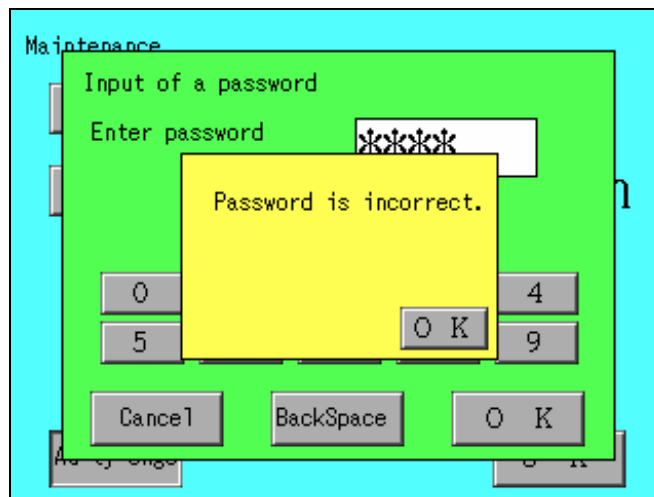 Maintenance
Input of a password
Enter password ****
Password is incorrect.
0 4
O K
5 9
Cancel BackSpace O K